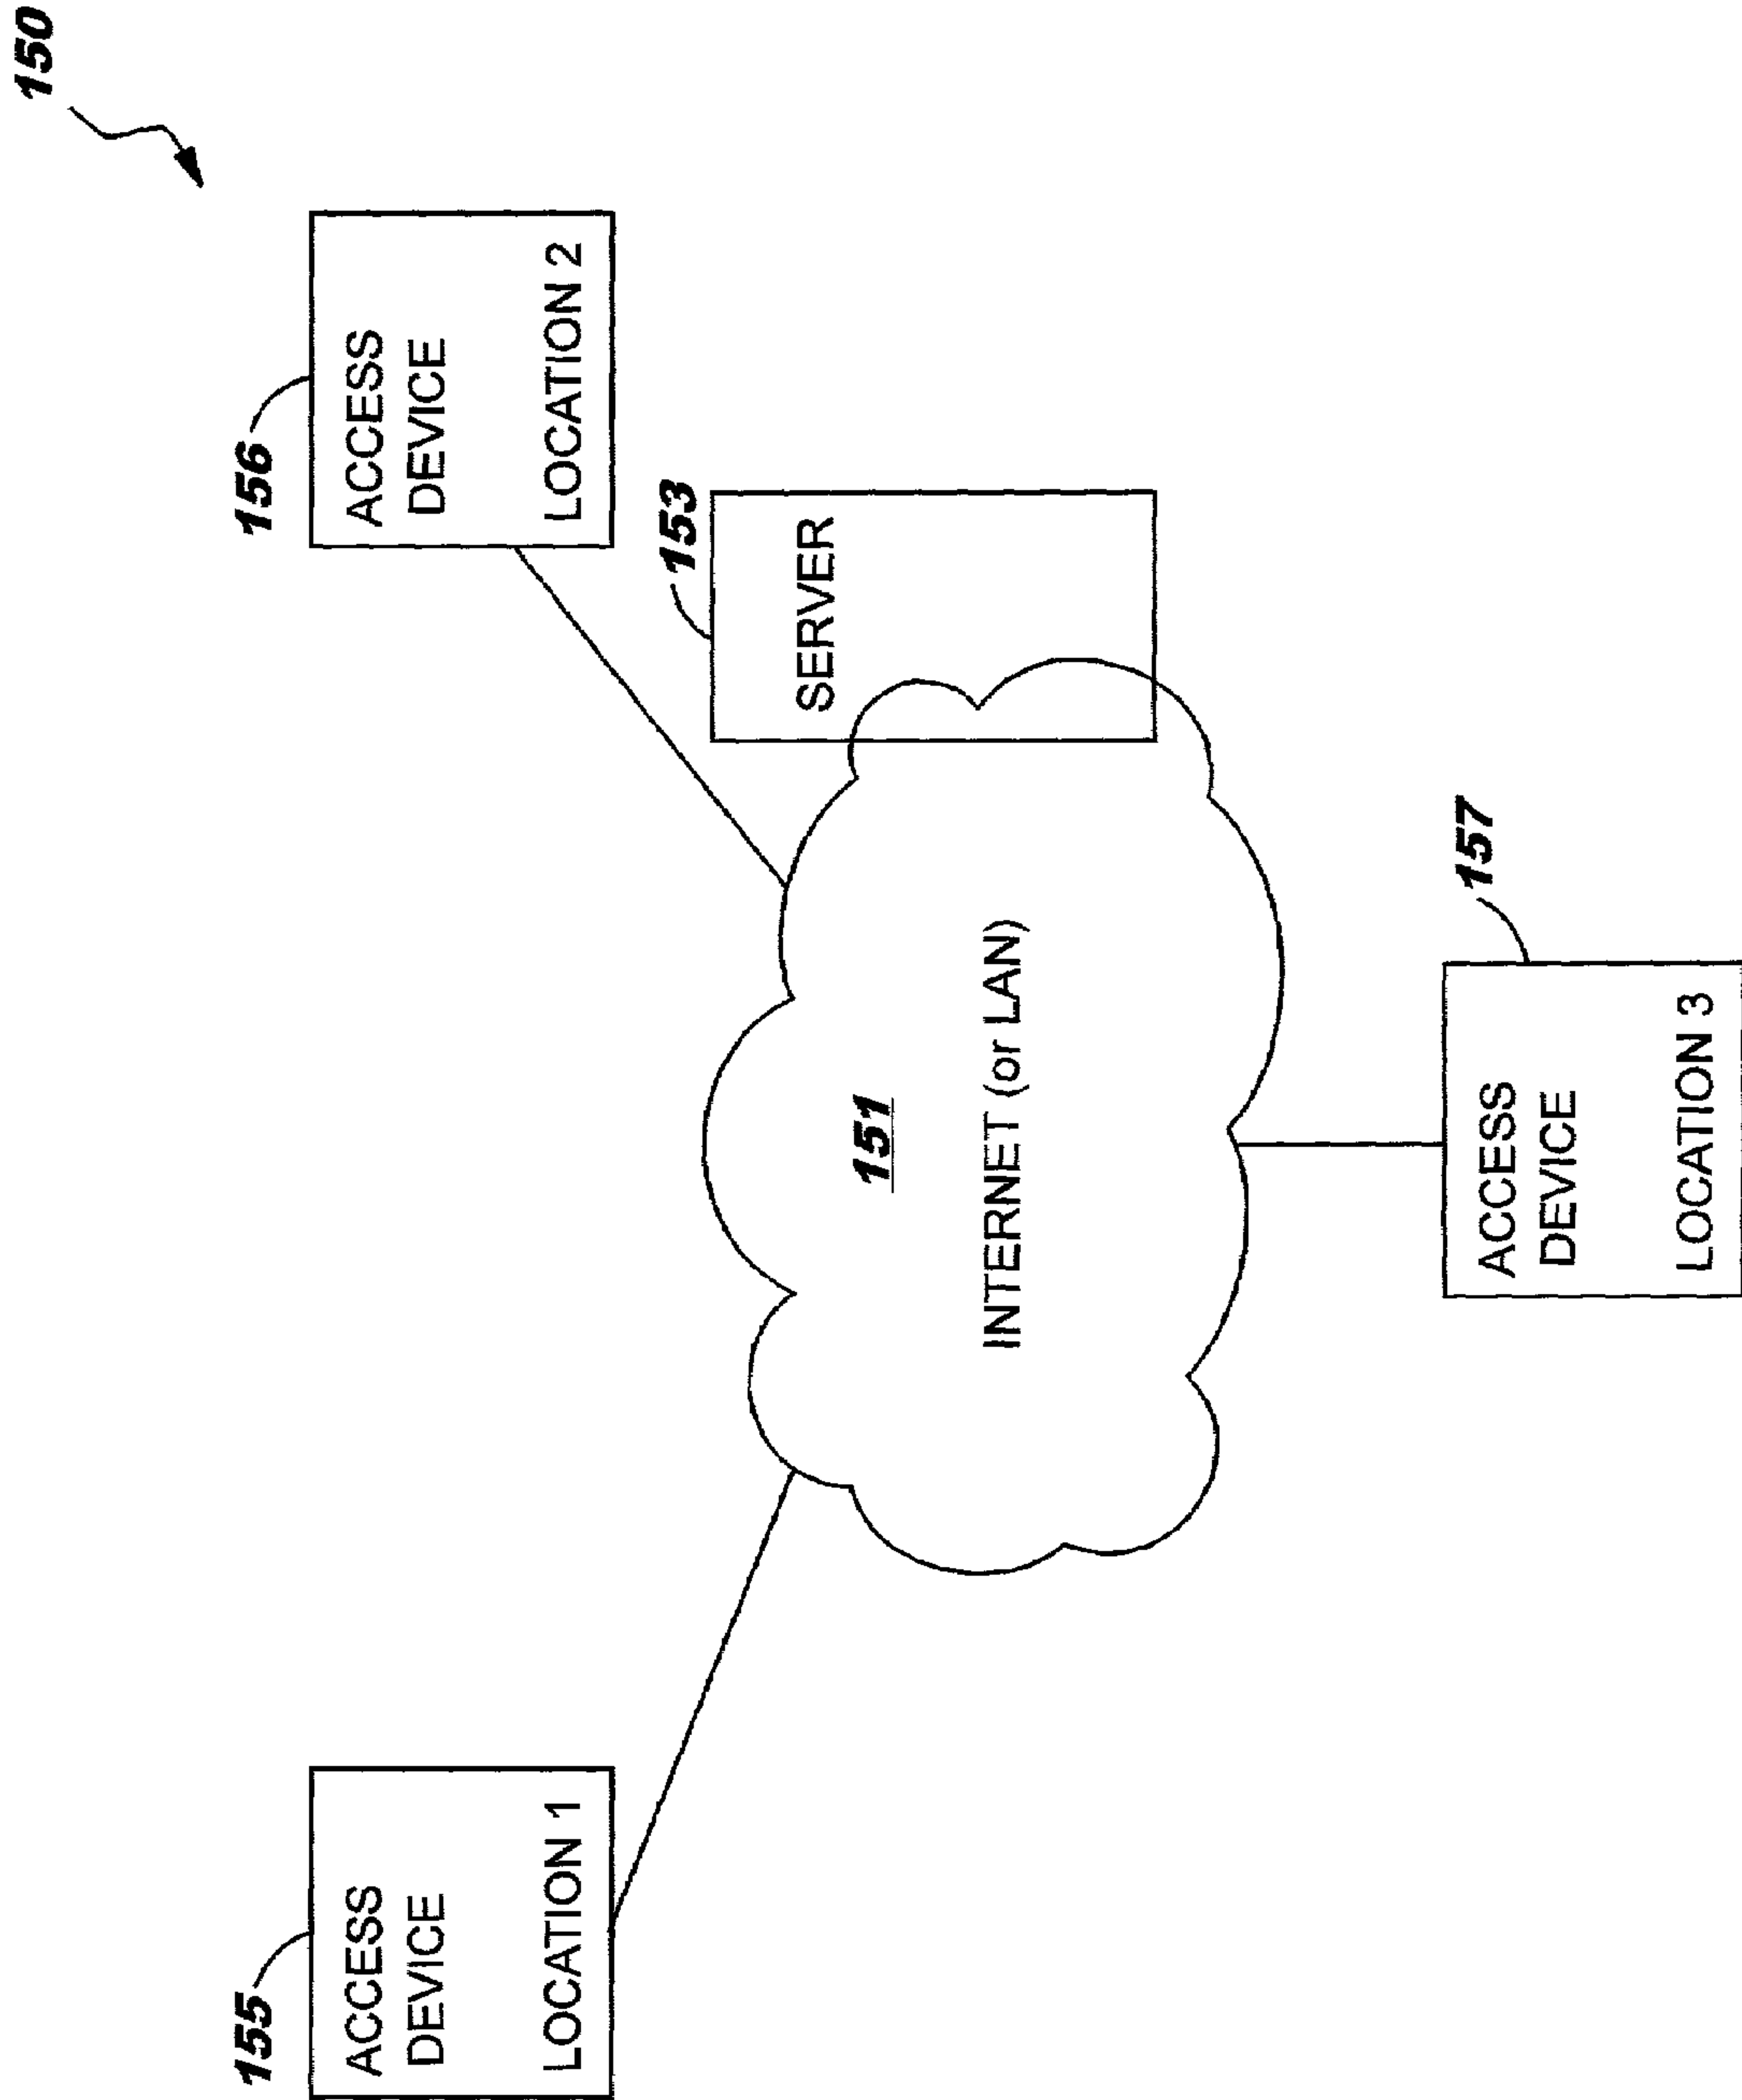 150
155
ACCESS
DEVICE
LOCATION 1
156
ACCESS
DEVICE
LOCATION 2
153
SERVER
151
INTERNET (or LAN)
157
ACCESS
DEVICE
LOCATION 3